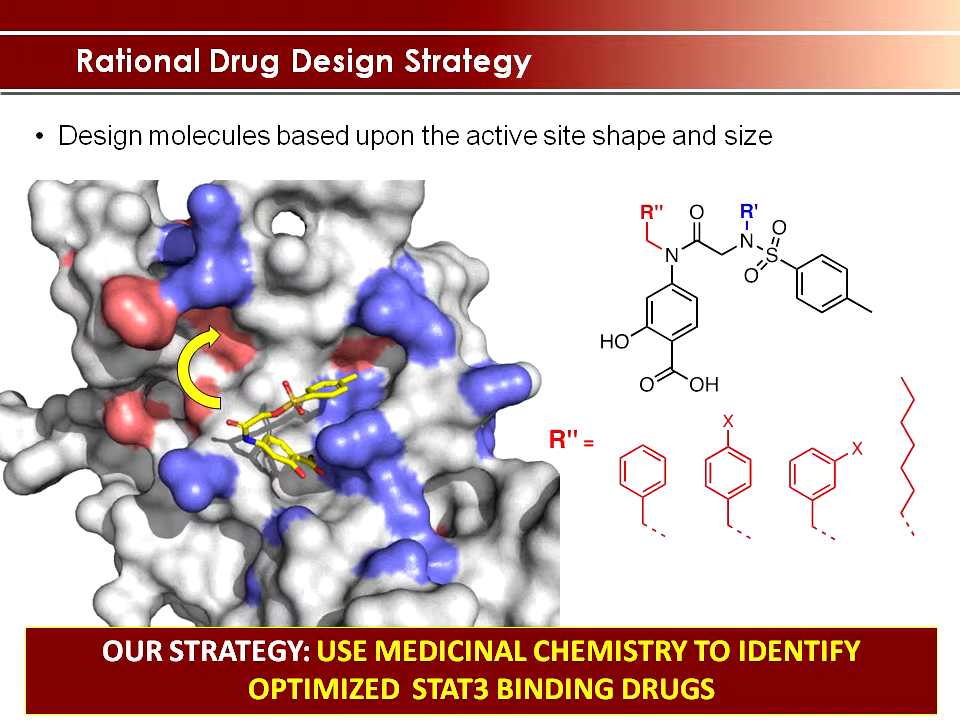 Rational Drug Design Strategy
• Design molecules based upon the active site shape and size
R" O R'
N N O
S
O
HO
O OH
R" =
X
X
OUR STRATEGY: USE MEDICINAL CHEMISTRY TO IDENTIFY
OPTIMIZED STAT3 BINDING DRUGS